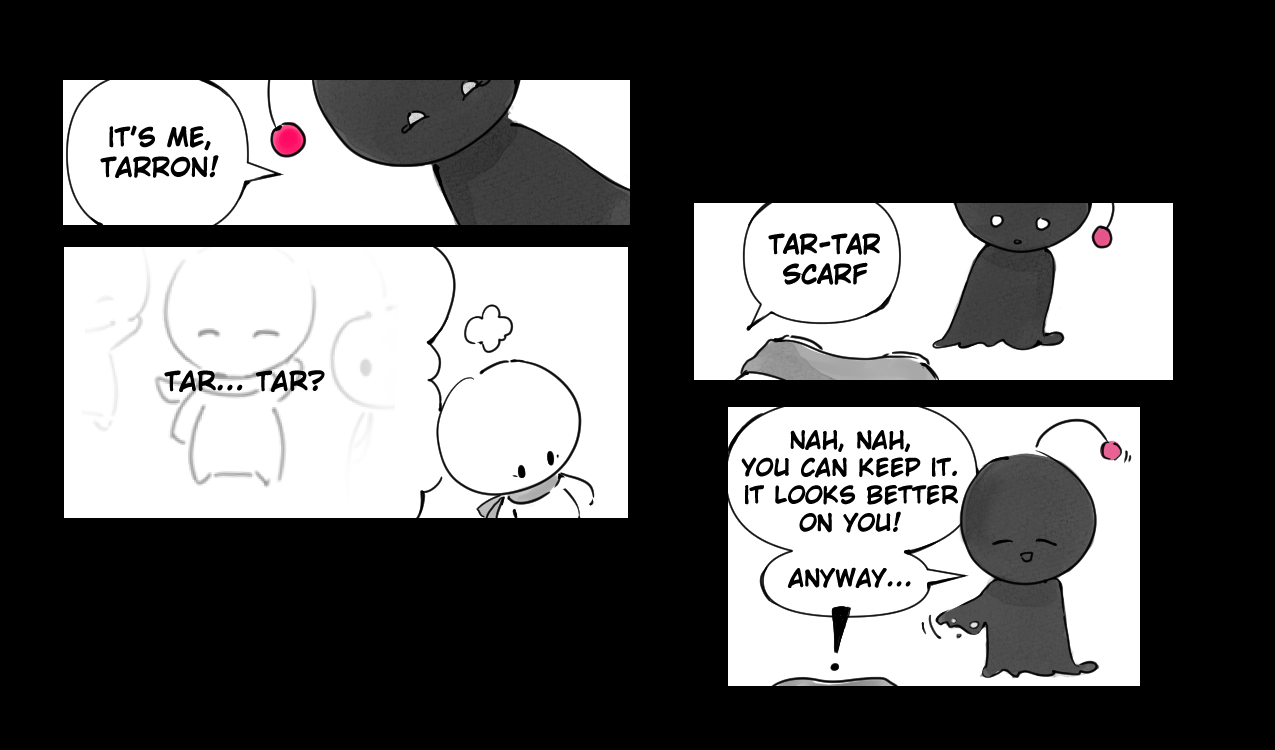 IT'S ME,
TARRON!
TAR... TAR?
TAR-TAR
SCARF
NAH, NAH,
YOU CAN KEEP IT.
IT LOOKS BETTER
ON YOU!
ANYWAY...
!